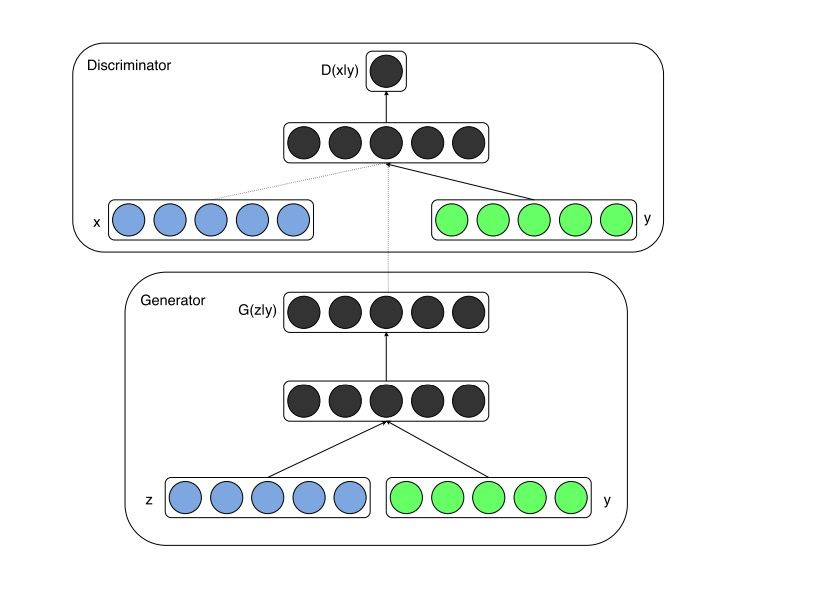 Discriminator
D(x|y)
x
y
Generator
G(z|y)
z
y